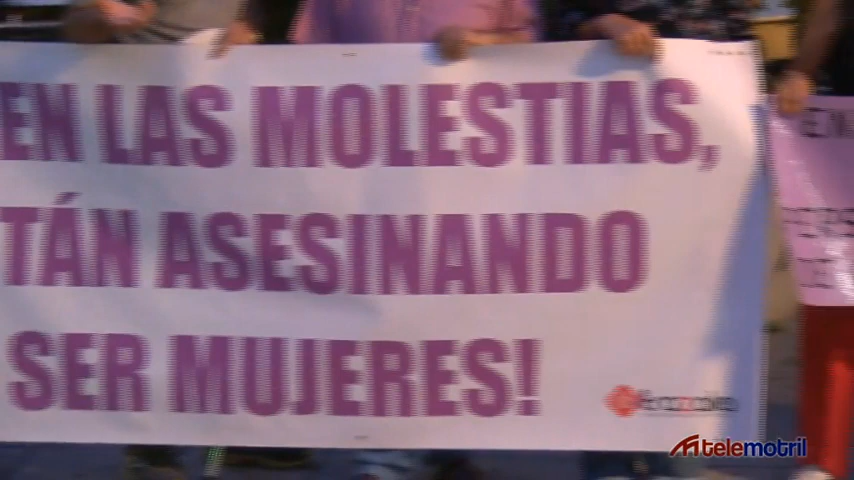 EN LAS MOLESTIAS,
TÁN ASESINANDO
SER MUJERES!
telemotril